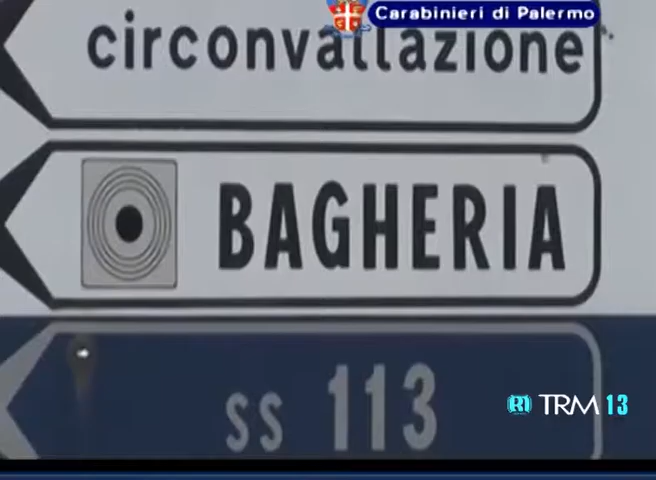 Carabinieri di Palermo
circonvallazione
BAGHERIA
ss 113
TRM 13